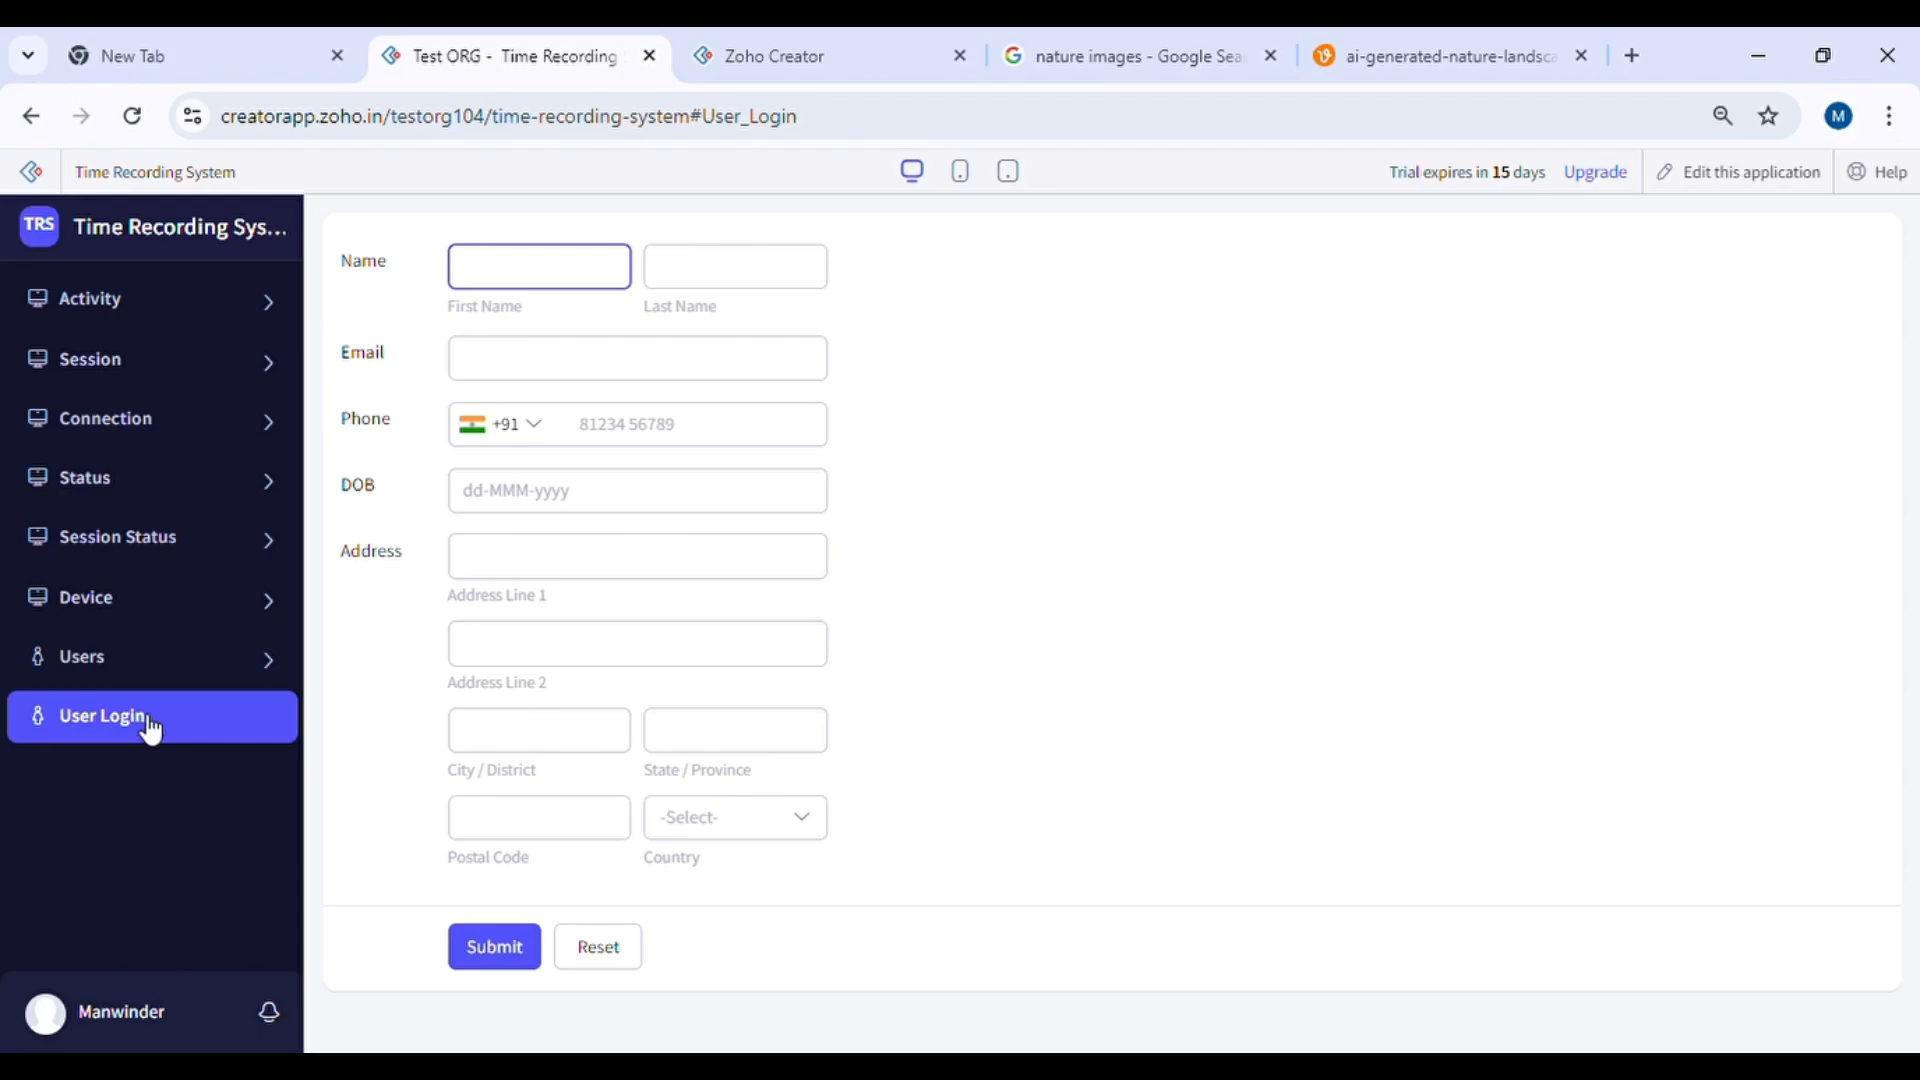 New Tab
Test ORG - Time Recording
Zoho Creator
nature images - Google Sea
ai-generated-nature-landsca
creatorapp.zoho.in/testorg104/time-recording-system#User_Login
M
Time Recording System
Trial expires in 15 days
Upgrade
Edit this application
Help
TRS
Time Recording Sys...
Activity
Session
Connection
Status
Session Status
Device
Users
User Login
Manwinder
Name
First Name
Last Name
Email
Phone
+91
81234 56789
DOB
dd-MMM-yyyy
Address
Address Line 1
Address Line 2
City / District
State / Province
Postal Code
-Select-
Country
Submit
Reset